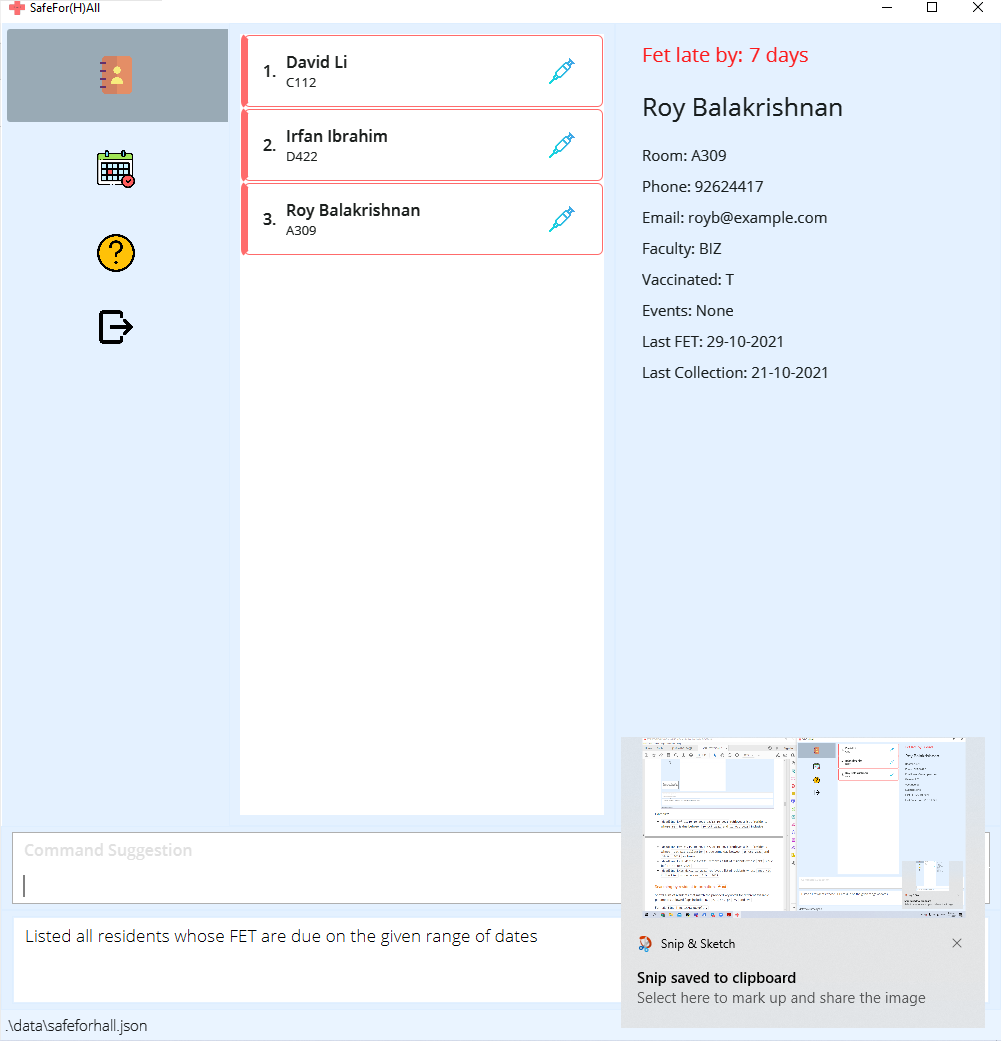 SafeFor(H)All
1. David Li
C112
2. Irfan Ibrahim
D422
3. Roy Balakrishnan
A309
Fet late by: 7 days
Roy Balakrishnan
Room: A309
Phone: 92624417
Email: royb@example.com
Faculty: BIZ
Vaccinated: T
Events: None
Last FET: 29-10-2021
Last Collection: 21-10-2021
Command Suggestion
Listed all residents whose FET are due on the given range of dates
Snip & Sketch
Snip saved to clipboard
Select here to mark up and share the image
.\data\safeforhall.json